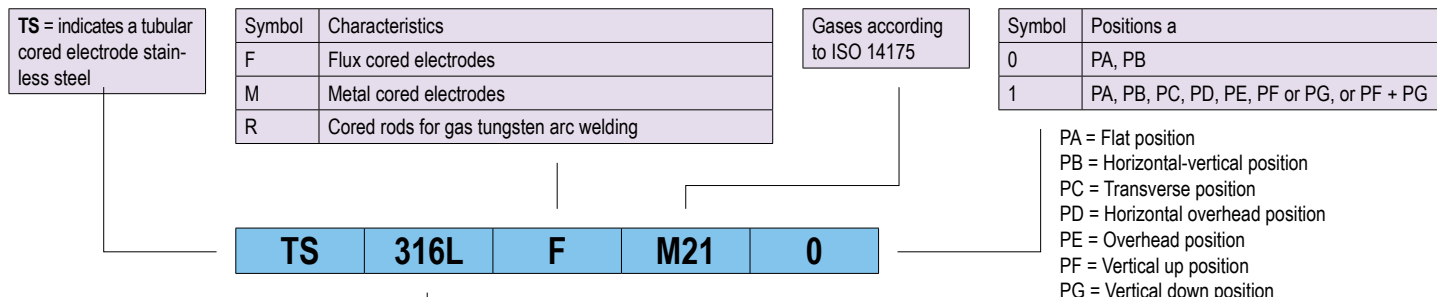 TS = indicates a tubular
cored electrode stain-
less steel
Symbol Characteristics
F Flux cored electrodes
M Metal cored electrodes
R Cored rods for gas tungsten arc welding
Gases according
to ISO 14175
Symbol Positions a
0 PA, PB
1 PA, PB, PC, PD, PE, PF or PG, or PF + PG
PA = Flat position
PB = Horizontal-vertical position
PC = Transverse position
PD = Horizontal overhead position
PE = Overhead position
PF = Vertical up position
PG = Vertical down position
TS 316L F M21 0